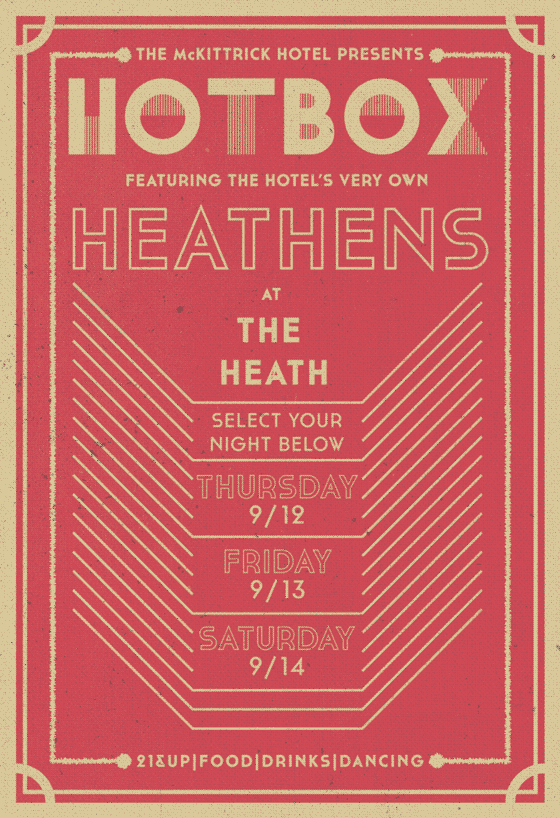 THE McKITTRICK HOTEL PRESENTS
HOTBOX
FEATURING THE HOTEL'S VERY OWN
HEATHENS
AT
THE
HEATH
SELECT YOUR
NIGHT BELOW
THURSDAY
9/12
FRIDAY
9/13
SATURDAY
9/14
21&UP|FOOD|DRINKS|DANCING